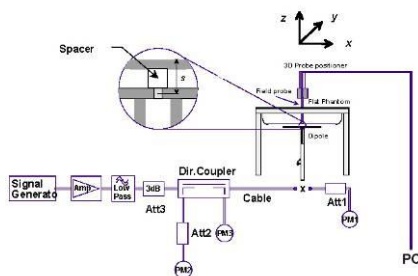 z
y
x
Spacer
s
3D Probe positioner
Field probe
Flat Phantom
Dipole
Dir.Coupler
Signal
Generato
Amp
Low
Pass
3dB
Att3
Cable
x
Att1
PM1
Att2
PM3
PM2
PC